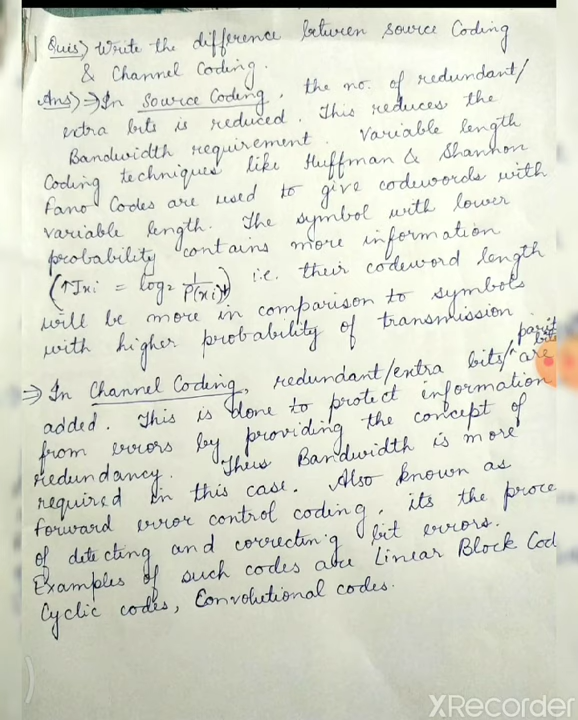 Quis) Write the difference between source Coding
& Channel Coding.
Ans) ⇒ In Source Coding, the no. of redundant/
extra bits is reduced. This reduces the
Bandwidth requirement. Variable length
Coding techniques like Huffman & Shannon
Fano Codes are used to give codewords with
variable length. The symbol with lower
probability contains more information
(↑Ixi = log₂ 1/P(xi)↓) i.e. their codeword length
will be more in comparison to symbols
with higher probability of transmission.
parity
⇒ In Channel Coding, redundant/extra bits/^ bits are
added. This is done to protect information
from errors by providing the concept of
redundancy. Thus Bandwidth is more
required in this case. Also known as
forward error control coding, its the proce
of detecting and correcting bit errors.
Examples of such codes are Linear Block Cod
Cyclic codes, Convolutional codes.
XRecorder